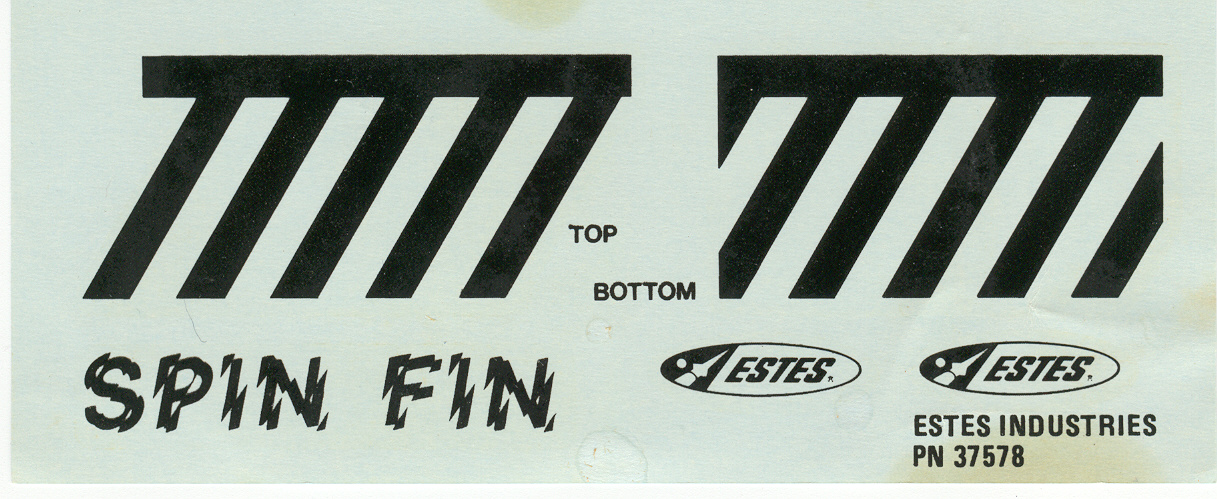 TOP
BOTTOM
SPIN FIN
ESTES®
ESTES®
ESTES INDUSTRIES
PN 37578